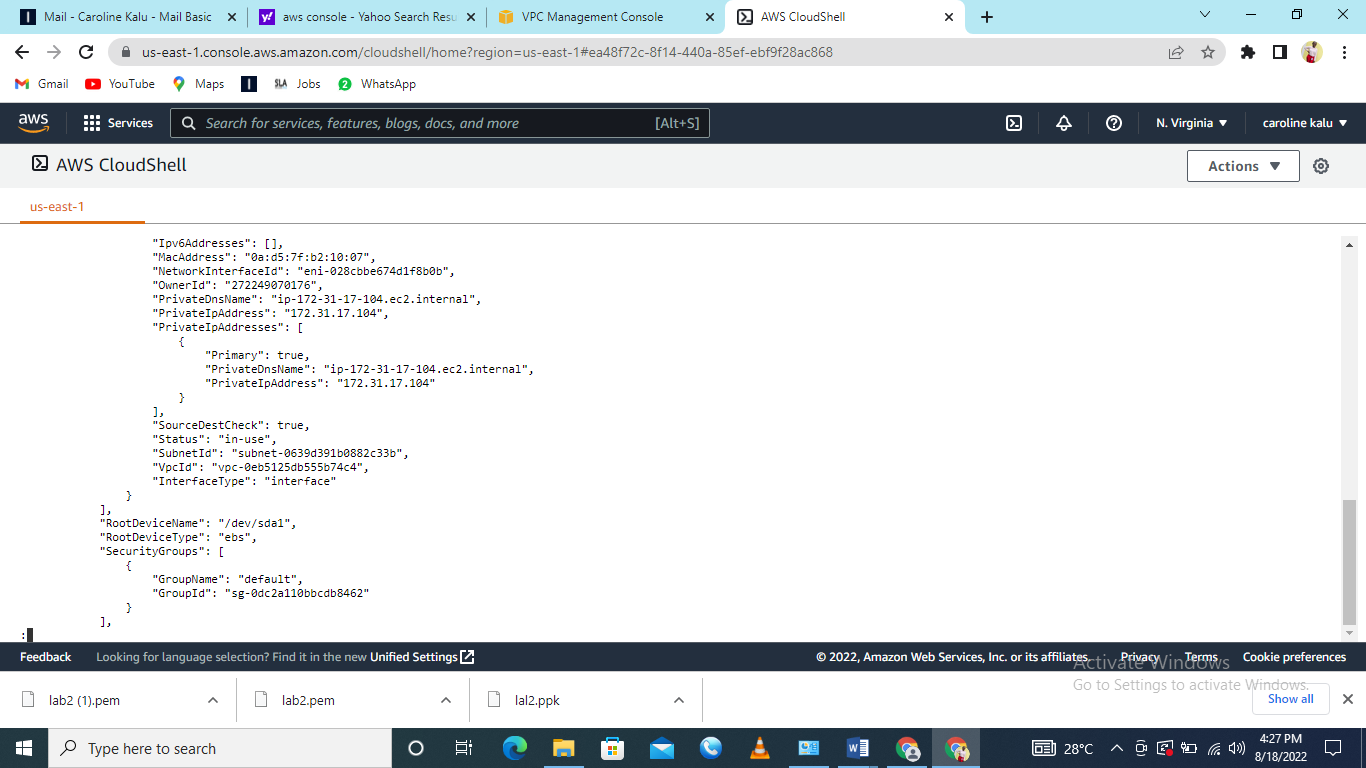 Mail - Caroline Kalu - Mail Basic
aws console - Yahoo Search Resu
VPC Management Console
AWS CloudShell
us-east-1.console.aws.amazon.com/cloudshell/home?region=us-east-1#ea48f72c-8f14-440a-85ef-ebf9f28ac868
Gmail
YouTube
Maps
SLA Jobs
2 WhatsApp
aws
Services
Search for services, features, blogs, docs, and more [Alt+S]
N. Virginia
caroline kalu
AWS CloudShell
Actions
us-east-1
"Ipv6Addresses": [],
"MacAddress": "0a:d5:7f:b2:10:07",
"NetworkInterfaceId": "eni-028cbbe674d1f8b0b",
"OwnerId": "272249070176",
"PrivateDnsName": "ip-172-31-17-104.ec2.internal",
"PrivateIpAddress": "172.31.17.104",
"PrivateIpAddresses": [
{
"Primary": true,
"PrivateDnsName": "ip-172-31-17-104.ec2.internal",
"PrivateIpAddress": "172.31.17.104"
}
],
"SourceDestCheck": true,
"Status": "in-use",
"SubnetId": "subnet-0639d391b0882c33b",
"VpcId": "vpc-0eb5125db555b74c4",
"InterfaceType": "interface"
}
],
"RootDeviceName": "/dev/sda1",
"RootDeviceType": "ebs",
"SecurityGroups": [
{
"GroupName": "default",
"GroupId": "sg-0dc2a110bbcdb8462"
}
],
:
Feedback
Looking for language selection? Find it in the new Unified Settings
© 2022, Amazon Web Services, Inc. or its affiliates.
Privacy
Terms
Cookie preferences
Activate Windows
Go to Settings to activate Windows.
lab2 (1).pem
lab2.pem
lal2.ppk
Show all
Type here to search
28°C
4:27 PM
8/18/2022